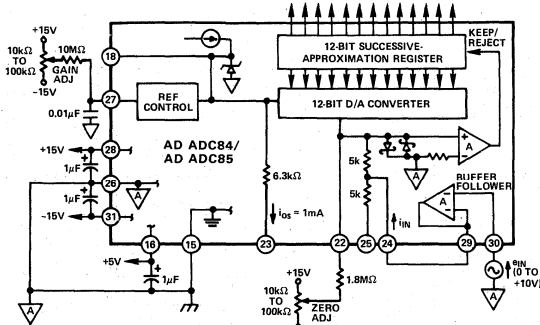 +15V
10kΩ
TO
100kΩ
–15V
10MΩ
GAIN
ADJ
0.01µF
18
27
REF
CONTROL
12-BIT SUCCESSIVE-
APPROXIMATION REGISTER
KEEP/
REJECT
12-BIT D/A CONVERTER
AD ADC84/
AD ADC85
+15V
28
1µF
26
A
1µF
–15V
31
6.3kΩ
iOS = 1mA
5k
5k
iIN
A
A
BUFFER
FOLLOWER
A
16
15
23
22
25
24
29
30
+5V
1µF
A
+15V
10kΩ
TO
100kΩ
1.8MΩ
ZERO
ADJ
eIN
(0 TO
+10V)
A